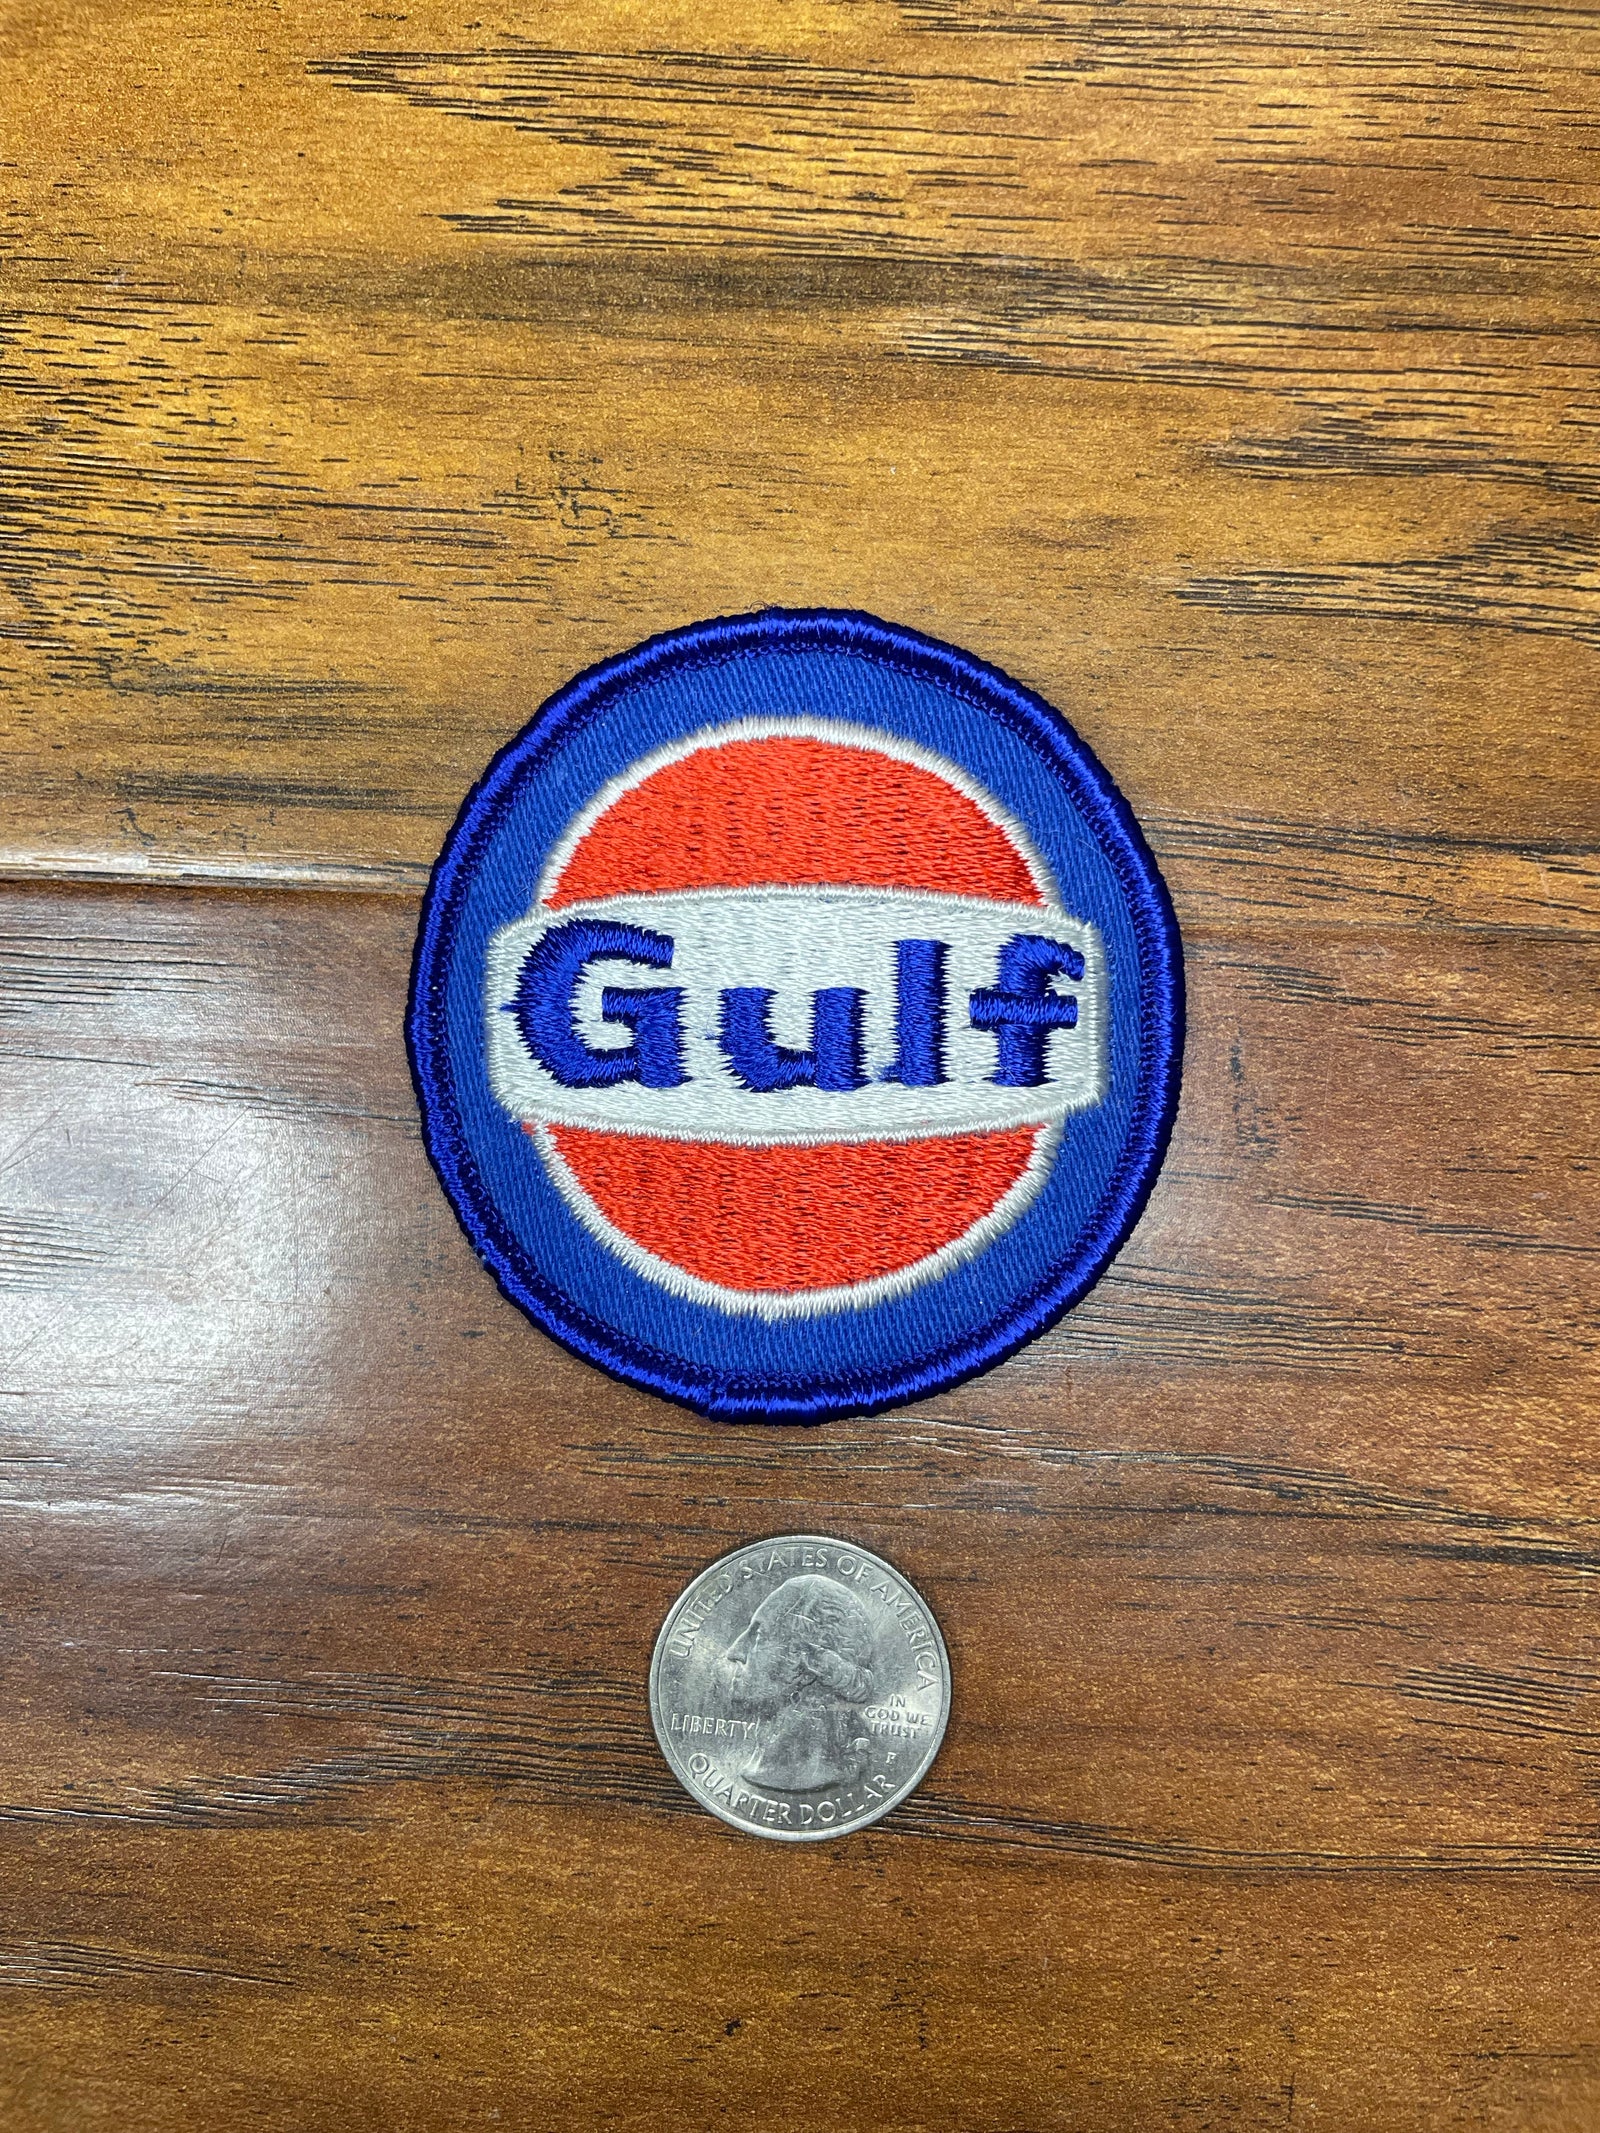 Gulf
UNITED STATES OF AMERICA
LIBERTY
IN
GOD WE
TRUST
P
QUARTER DOLLAR